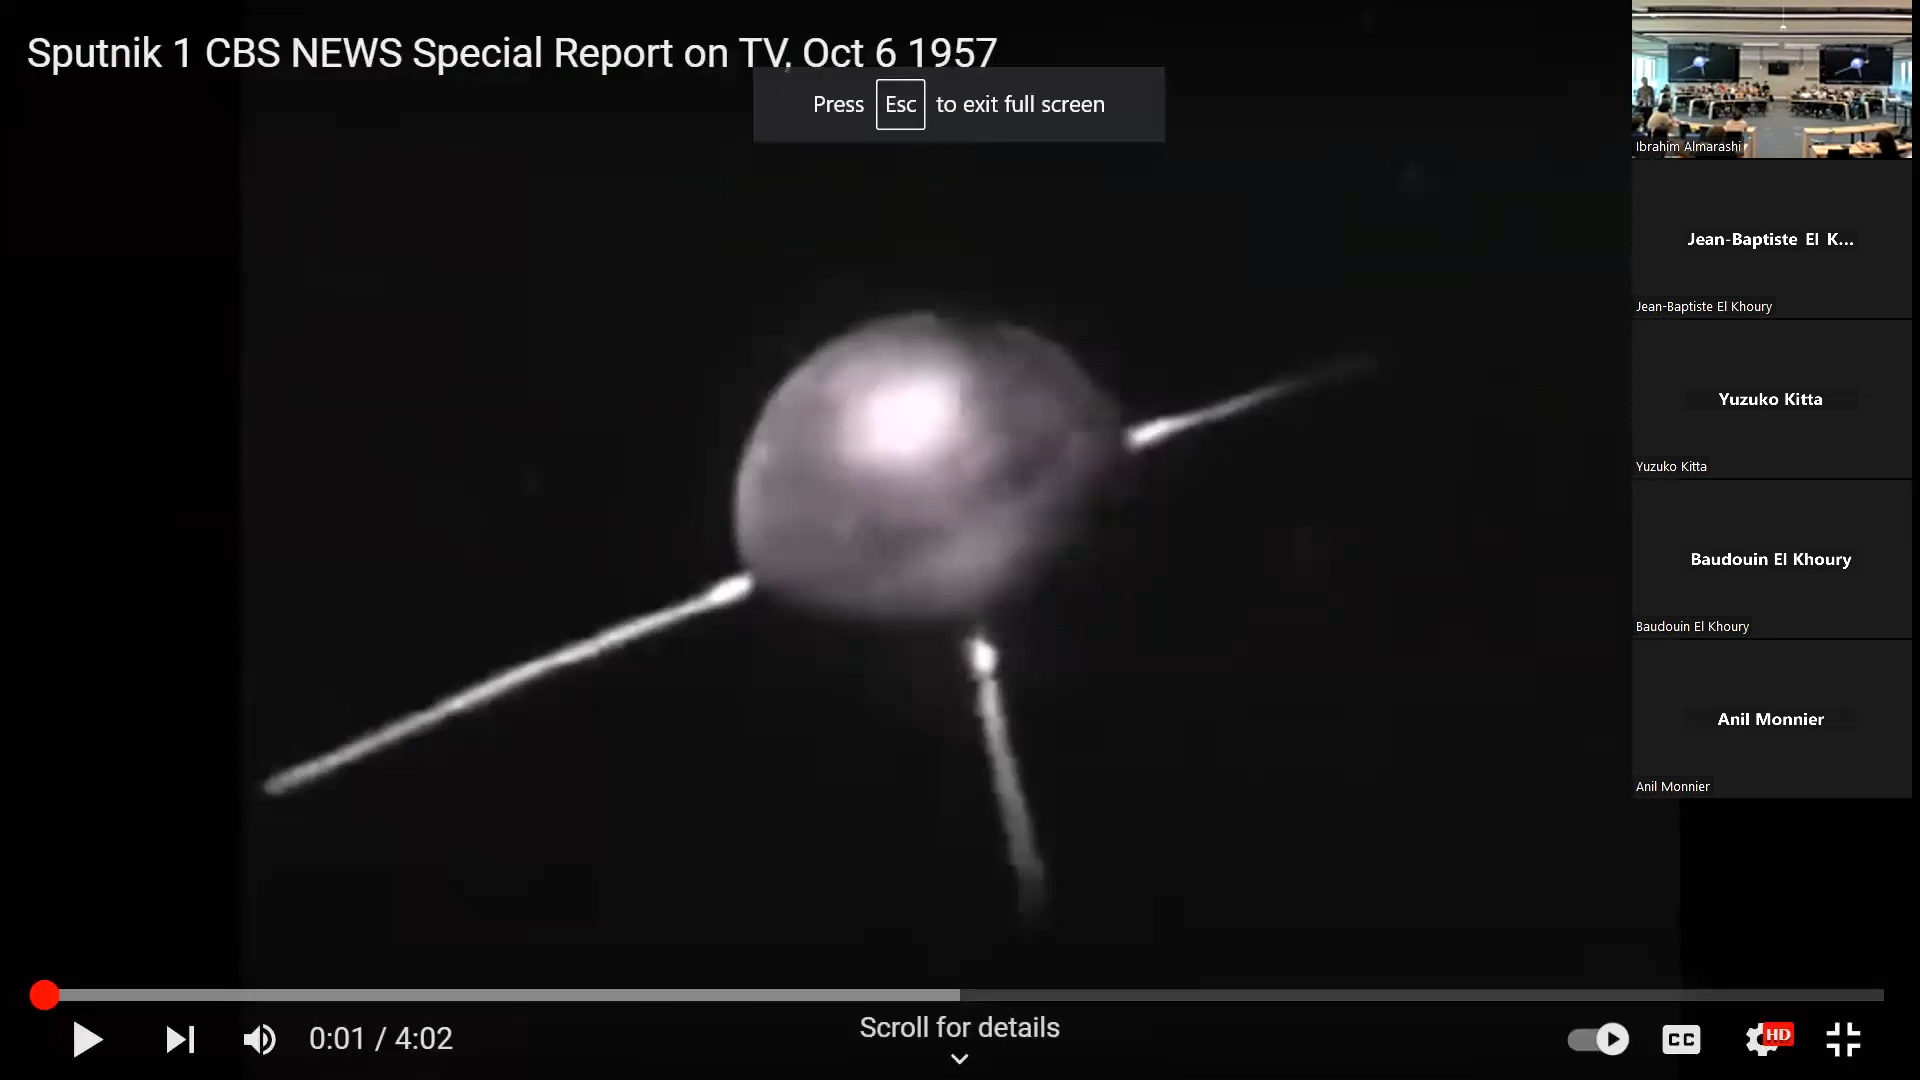 Sputnik 1 CBS NEWS Special Report on TV, Oct 6 1957
Press Esc to exit full screen
Ibrahim Almarashi
Jean-Baptiste El K...
Jean-Baptiste El Khoury
Yuzuko Kitta
Yuzuko Kitta
Baudouin El Khoury
Baudouin El Khoury
Anil Monnier
Anil Monnier
0:01 / 4:02
Scroll for details
CC
HD